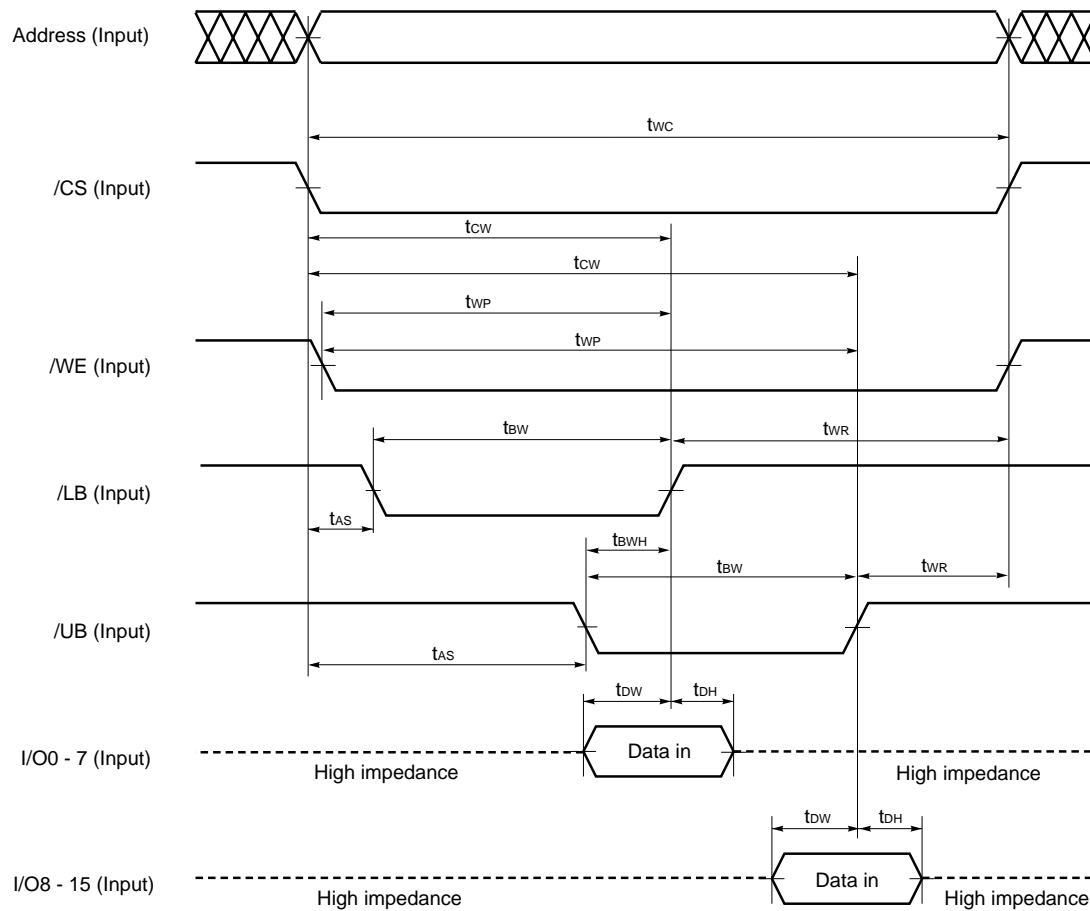 Address (Input)
tWC
/CS (Input)
tCW
tCW
tWP
tWP
/WE (Input)
tBW
tWR
/LB (Input)
tAS
tBWH
tBW
tWR
/UB (Input)
tAS
tDW
tDH
I/O0 - 7 (Input)
Data in
High impedance
High impedance
tDW
tDH
I/O8 - 15 (Input)
Data in
High impedance
High impedance